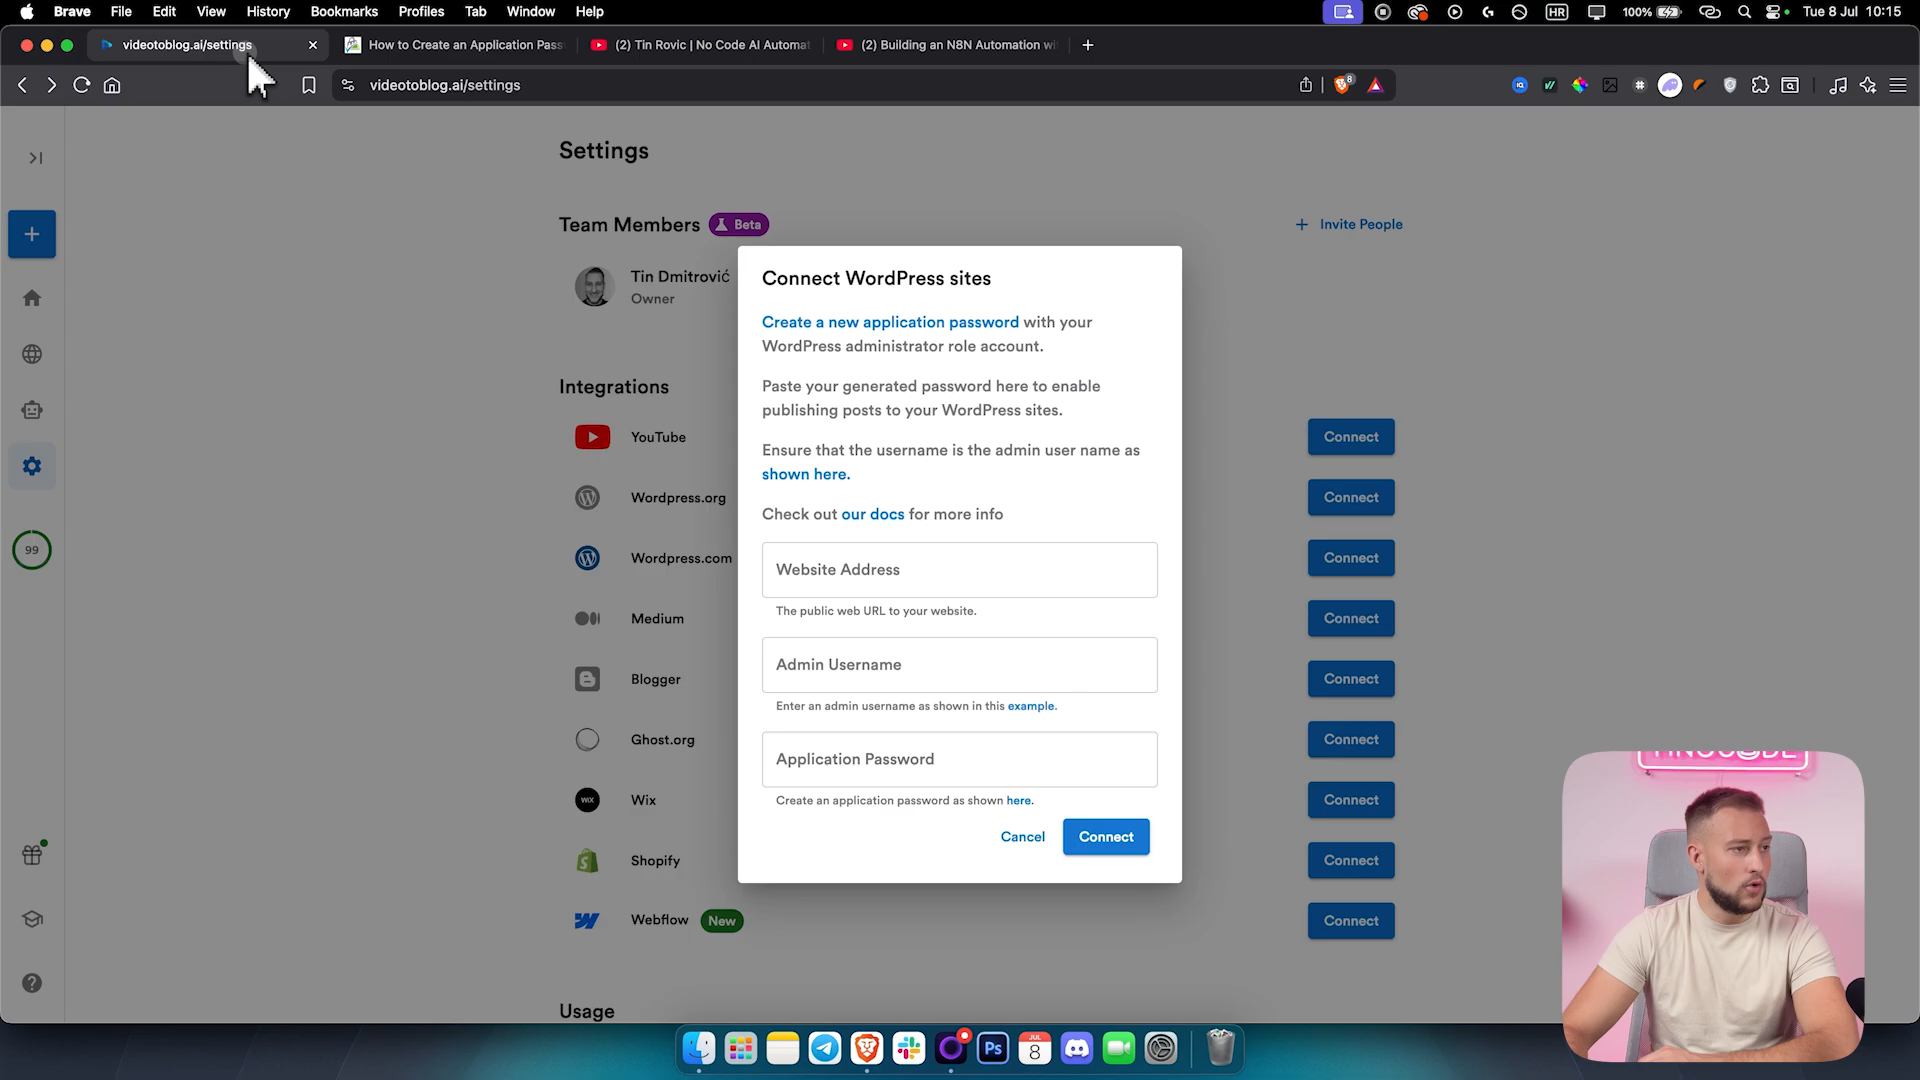 Brave File Edit View History Bookmarks Profiles Tab Window Help
HR 100% Tue 8 Jul 10:15
videotoblog.ai/settings
How to Create an Application Pass
(2) Tin Rovic | No Code AI Automat
(2) Building an N8N Automation wi
videotoblog.ai/settings
8
Settings
Team Members Beta
Invite People
Tin Dmitrović
Owner
Integrations
YouTube Connect
Wordpress.org Connect
Wordpress.com Connect
Medium Connect
Blogger Connect
Ghost.org Connect
WIX Wix Connect
Shopify Connect
Webflow New Connect
Usage
99
Connect WordPress sites
Create a new application password with your
WordPress administrator role account.
Paste your generated password here to enable
publishing posts to your WordPress sites.
Ensure that the username is the admin user name as
shown here.
Check out our docs for more info
Website Address
The public web URL to your website.
Admin Username
Enter an admin username as shown in this example.
Application Password
Create an application password as shown here.
Cancel Connect
Ps
JUL
8